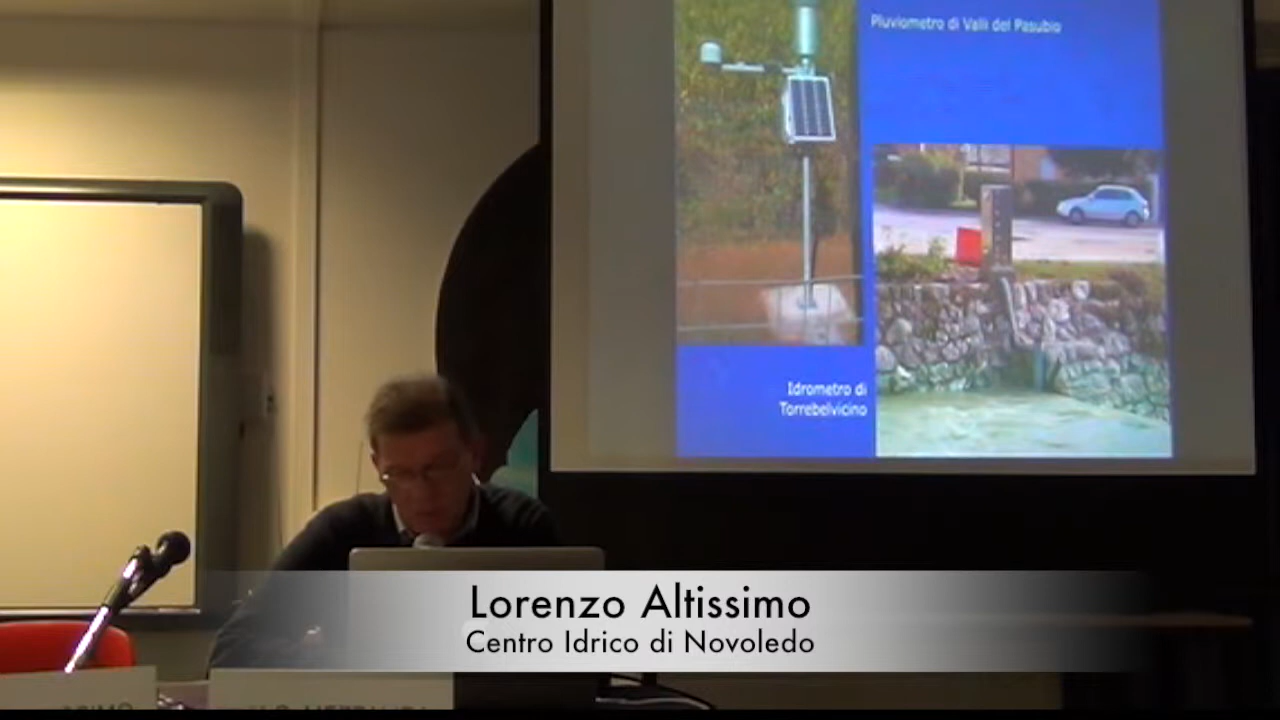 Pluviometro di Valli del Pasubio
Idrometro di
Torrebelvicino
Lorenzo Altissimo
Centro Idrico di Novoledo